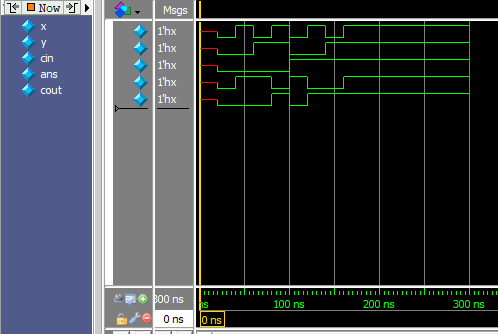 Now Msgs
x 1'hx
y 1'hx
cin 1'hx
ans 1'hx
cout 1'hx
300 ns ns 100 ns 200 ns 300 ns
0 ns 0 ns